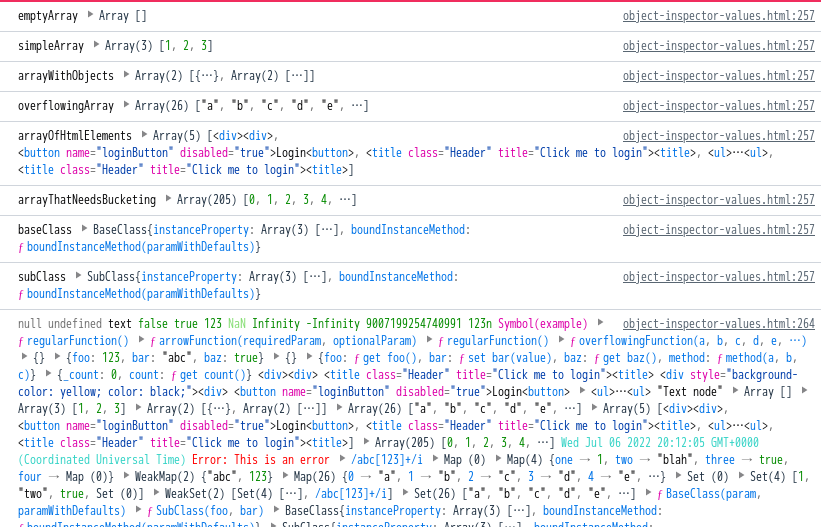 emptyArray ▶ Array [] object-inspector-values.html:257
simpleArray ▶ Array(3) [1, 2, 3] object-inspector-values.html:257
arrayWithObjects ▶ Array(2) [{…}, Array(2) […]] object-inspector-values.html:257
overflowingArray ▶ Array(26) ["a", "b", "c", "d", "e", …] object-inspector-values.html:257
arrayOfHtmlElements ▶ Array(5) [<div><div>, object-inspector-values.html:257
<button name="loginButton" disabled="true">Login<button>, <title class="Header" title="Click me to login"><title>, <ul>…<ul>,
<title class="Header" title="Click me to login"><title>]
arrayThatNeedsBucketing ▶ Array(205) [0, 1, 2, 3, 4, …] object-inspector-values.html:257
baseClass ▶ BaseClass{instanceProperty: Array(3) […], boundInstanceMethod: object-inspector-values.html:257
ƒ boundInstanceMethod(paramWithDefaults)}
subClass ▶ SubClass{instanceProperty: Array(3) […], boundInstanceMethod: object-inspector-values.html:257
ƒ boundInstanceMethod(paramWithDefaults)}
null undefined text false true 123 NaN Infinity -Infinity 9007199254740991 123n Symbol(example) ▶ object-inspector-values.html:264
ƒ regularFunction() ▶ ƒ arrowFunction(requiredParam, optionalParam) ▶ ƒ regularFunction() ▶ ƒ overflowingFunction(a, b, c, d, e, …)
▶ {} ▶ {foo: 123, bar: "abc", baz: true} ▶ {} ▶ {foo: ƒ get foo(), bar: ƒ set bar(value), baz: ƒ get baz(), method: ƒ method(a, b,
c)} ▶ {_count: 0, count: ƒ get count()} <div><div> <title class="Header" title="Click me to login"><title> <div style="background-
color: yellow; color: black;"><div> <button name="loginButton" disabled="true">Login<button> ▶ <ul>…<ul> "Text node" ▶ Array [] ▶
Array(3) [1, 2, 3] ▶ Array(2) [{…}, Array(2) […]] ▶ Array(26) ["a", "b", "c", "d", "e", …] ▶ Array(5) [<div><div>,
<button name="loginButton" disabled="true">Login<button>, <title class="Header" title="Click me to login"><title>, <ul>…<ul>,
<title class="Header" title="Click me to login"><title>] ▶ Array(205) [0, 1, 2, 3, 4, …] Wed Jul 06 2022 20:12:05 GMT+0000
(Coordinated Universal Time) Error: This is an error ▶ /abc[123]+/i ▶ Map (0) ▶ Map(4) {one → 1, two → "blah", three → true,
four → Map (0)} ▶ WeakMap(2) {"abc", 123} ▶ Map(26) {0 → "a", 1 → "b", 2 → "c", 3 → "d", 4 → "e", …} ▶ Set (0) ▶ Set(4) [1,
"two", true, Set (0)] ▶ WeakSet(2) [Set(4) […], /abc[123]+/i] ▶ Set(26) ["a", "b", "c", "d", "e", …] ▶ ƒ BaseClass(param,
paramWithDefaults) ▶ ƒ SubClass(foo, bar) ▶ BaseClass{instanceProperty: Array(3) […], boundInstanceMethod:
ƒ boundInstanceMethod(paramWithDefaults)} ▶ SubClass{instanceProperty: Array(3) […], boundInstanceMethod: